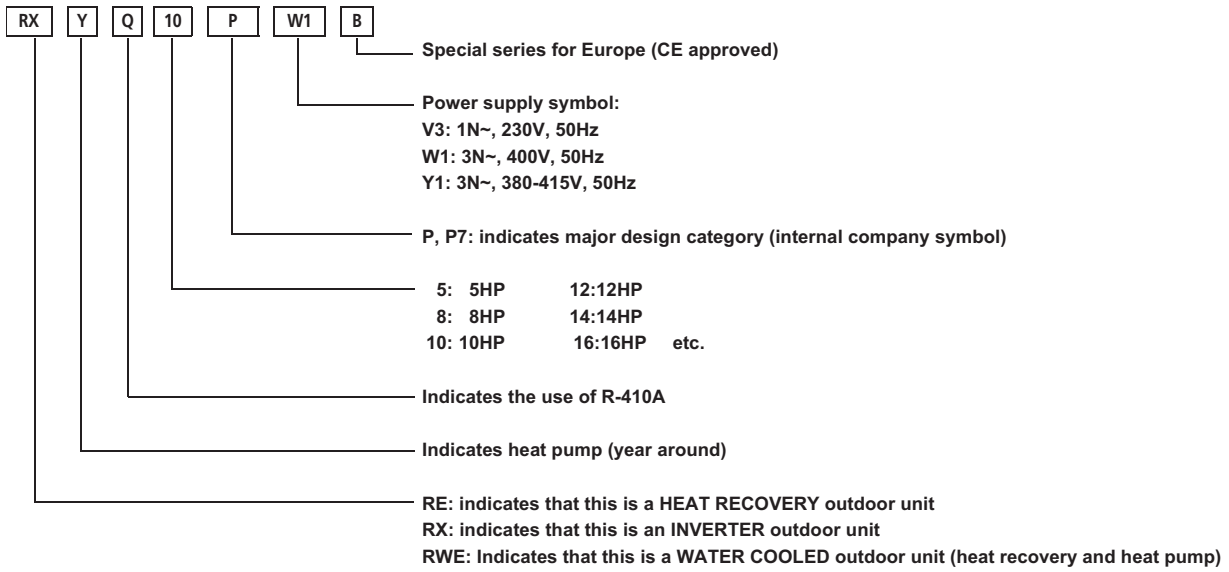 RX Y Q 10 P W1 B
Special series for Europe (CE approved)
Power supply symbol:
V3: 1N~, 230V, 50Hz
W1: 3N~, 400V, 50Hz
Y1: 3N~, 380-415V, 50Hz
P, P7: indicates major design category (internal company symbol)
5: 5HP 12:12HP
8: 8HP 14:14HP
10: 10HP 16:16HP etc.
Indicates the use of R-410A
Indicates heat pump (year around)
RE: indicates that this is a HEAT RECOVERY outdoor unit
RX: indicates that this is an INVERTER outdoor unit
RWE: Indicates that this is a WATER COOLED outdoor unit (heat recovery and heat pump)